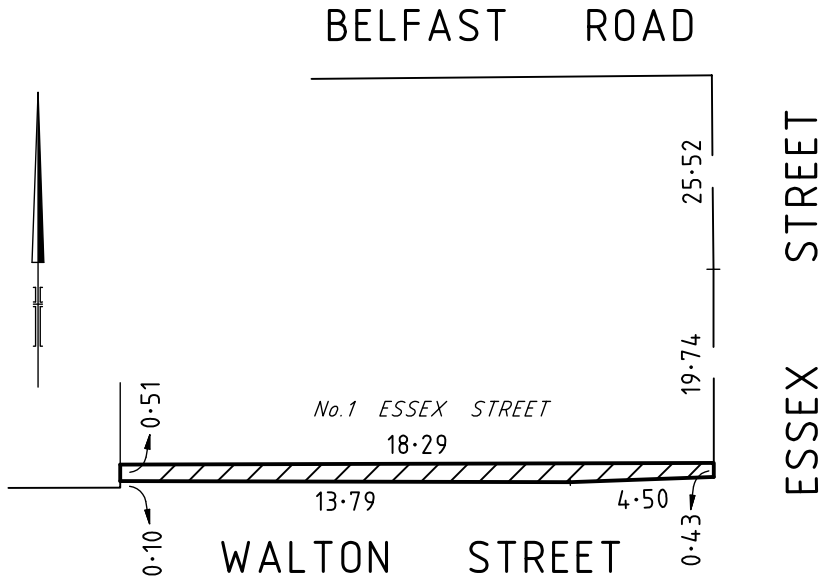 BELFAST ROAD
25·52
STREET
19·74
ESSEX
0·51
No.1 ESSEX STREET
18·29
13·79
4·50
0·43
0·10
WALTON STREET